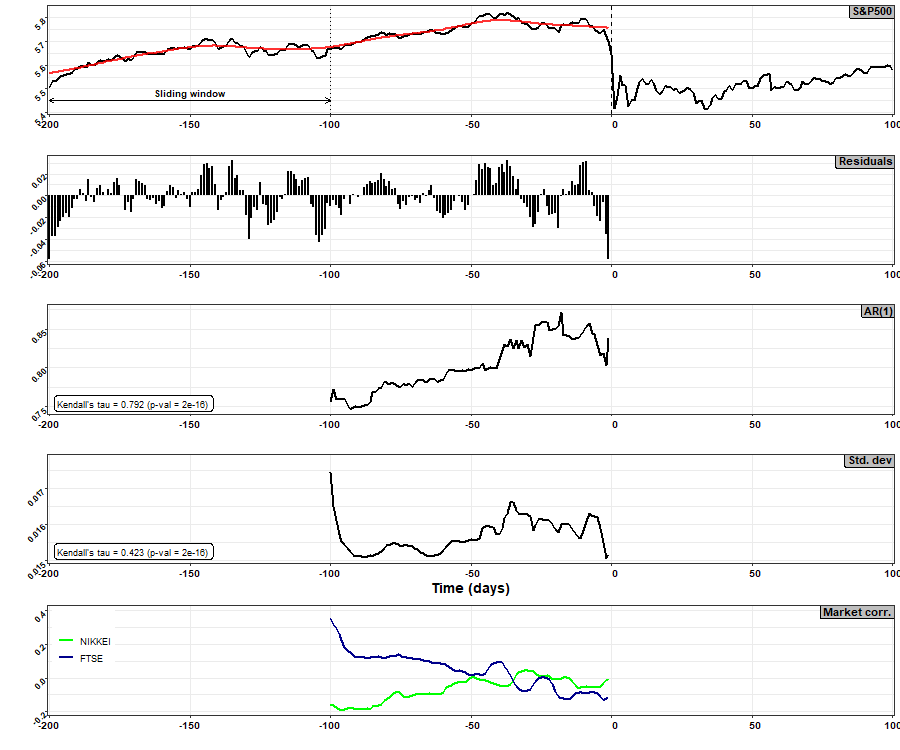 S&P500
5.8
5.7
5.6
5.5
5.4
Sliding window
-200 -150 -100 -50 0 50 100
Residuals
0.02
0.00
-0.02
-0.04
-0.06
-200 -150 -100 -50 0 50 100
AR(1)
0.85
0.80
0.75
Kendall's tau = 0.792 (p-val = 2e-16)
-200 -150 -100 -50 0 50 100
Std. dev
0.017
0.016
0.015
Kendall's tau = 0.423 (p-val = 2e-16)
-200 -150 -100 -50 0 50 100
Time (days)
Market corr.
0.4
0.2
0.0
-0.2
NIKKEI
FTSE
-200 -150 -100 -50 0 50 100